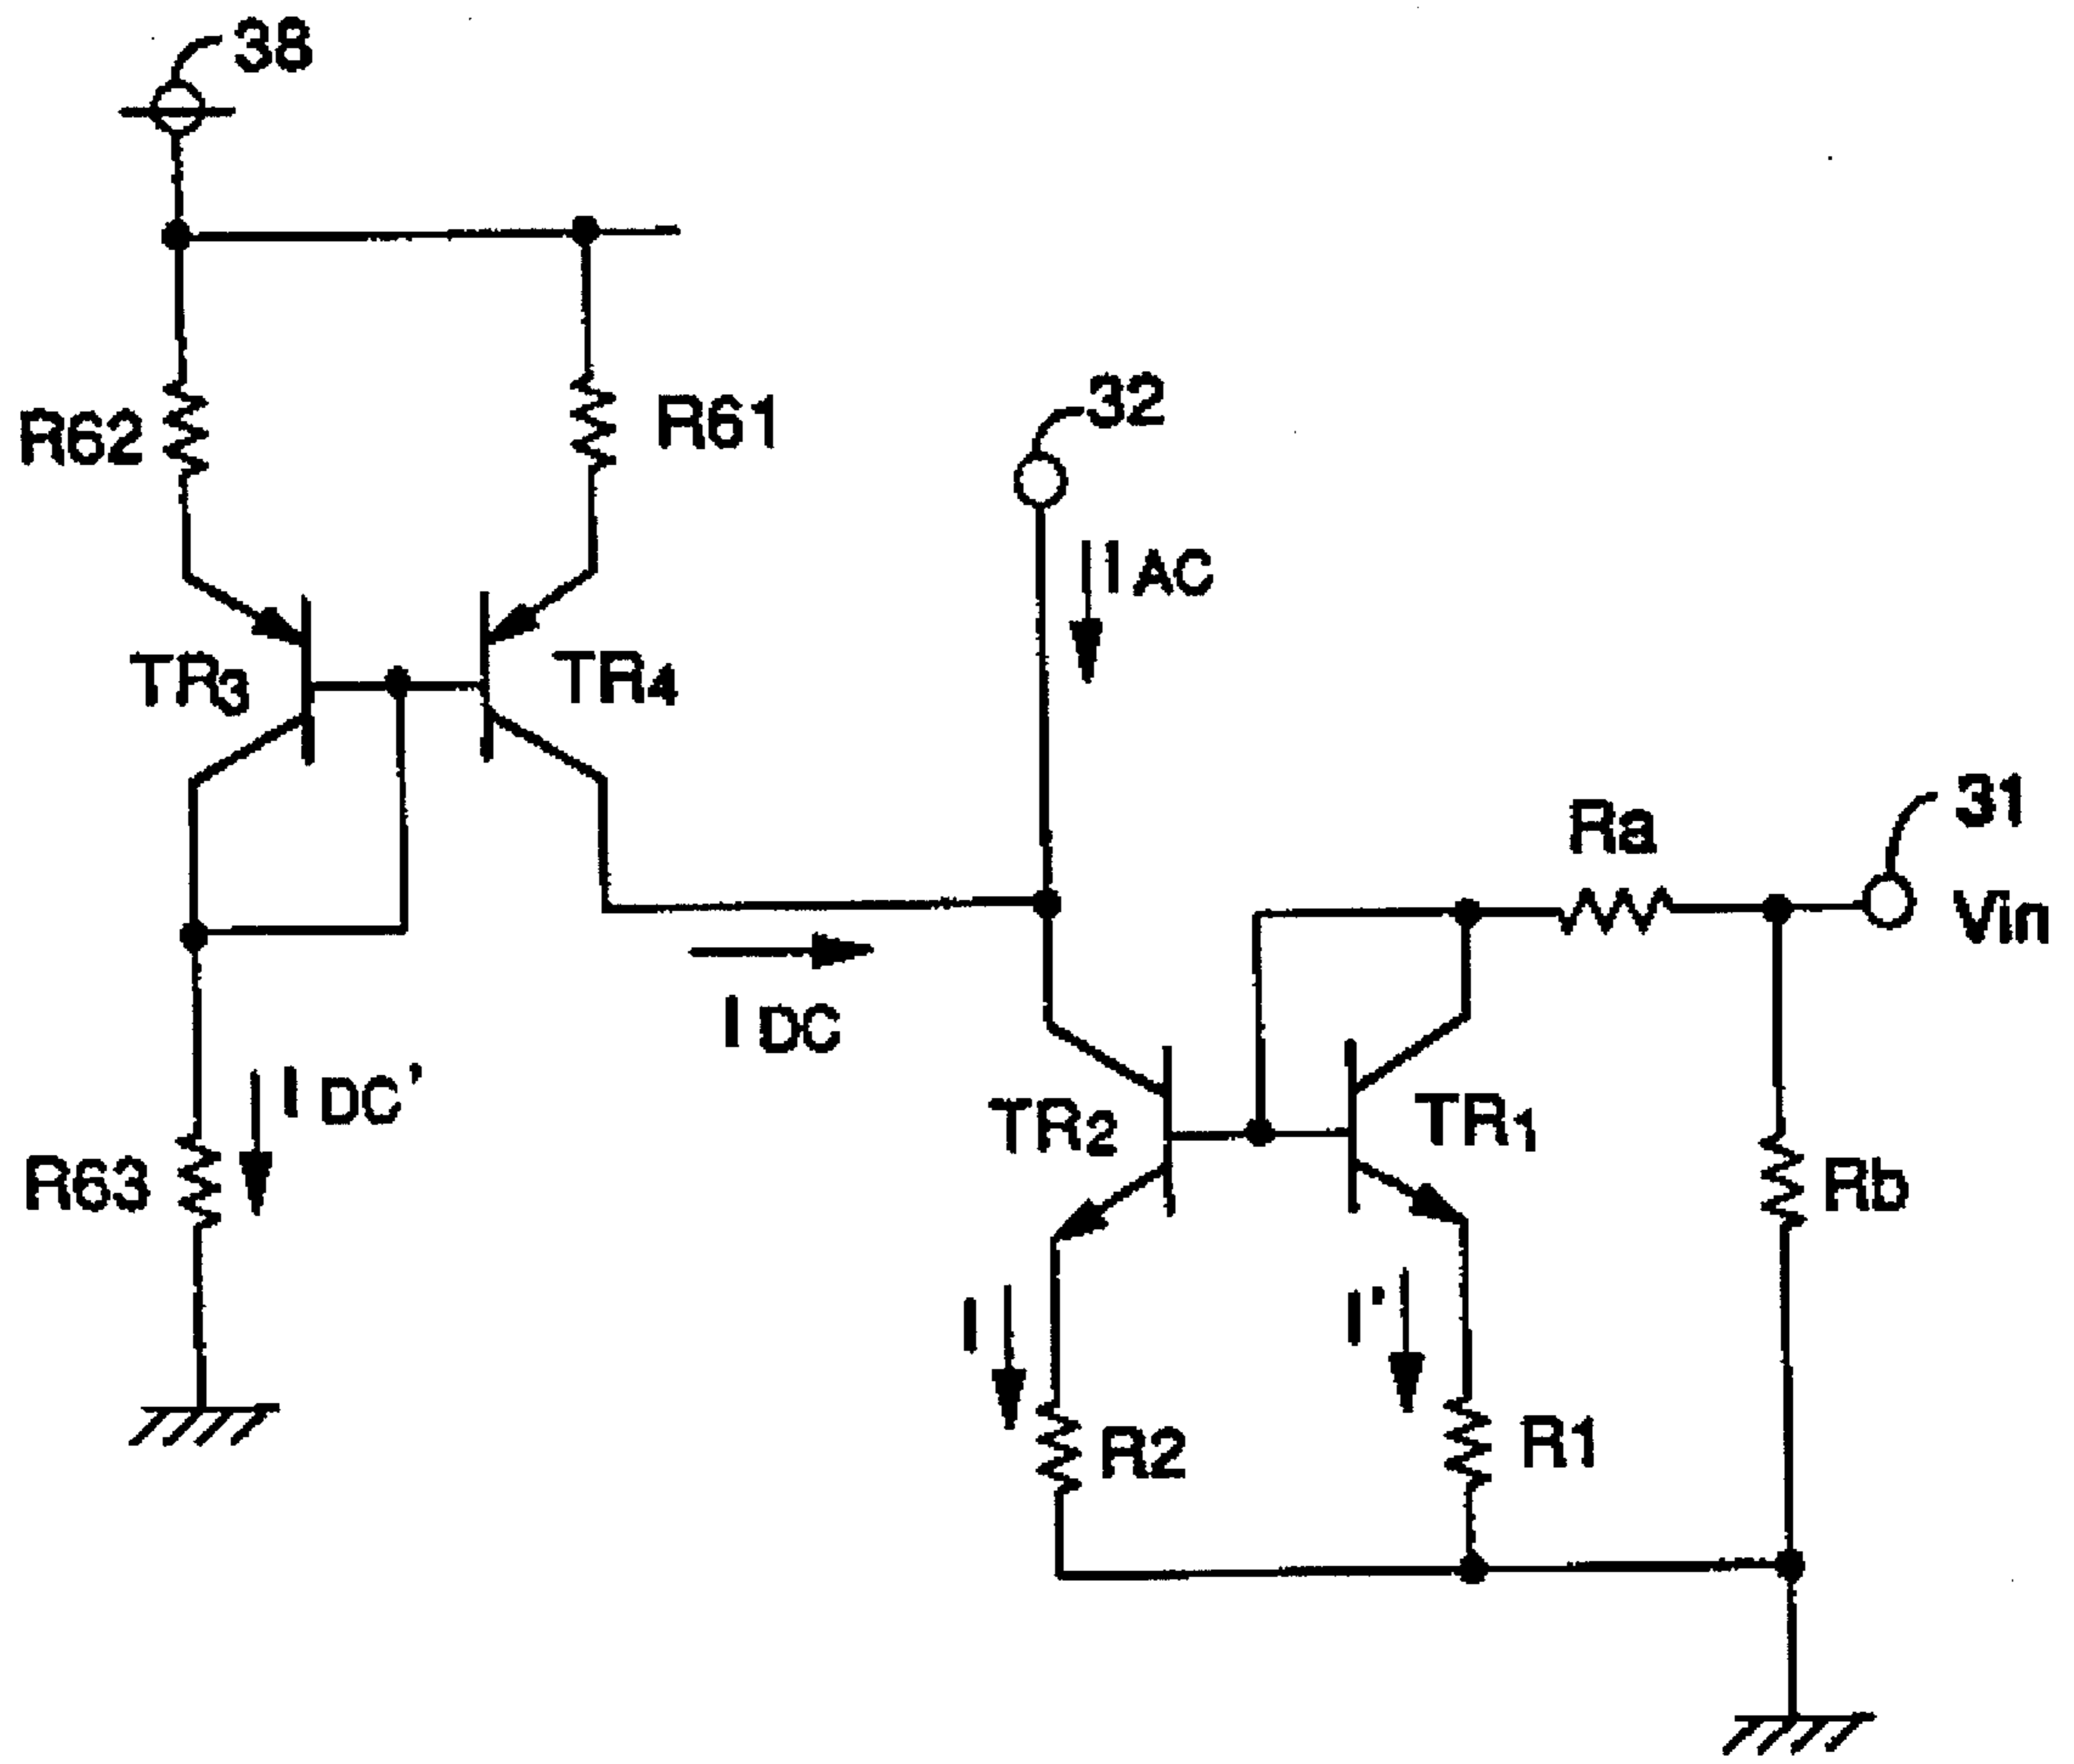 38
R62
R61
32
IAC
TR3
TR4
Ra
31
Vin
IDC
IDC'
TR2
TR1
R63
Rb
I
I'
R2
R1